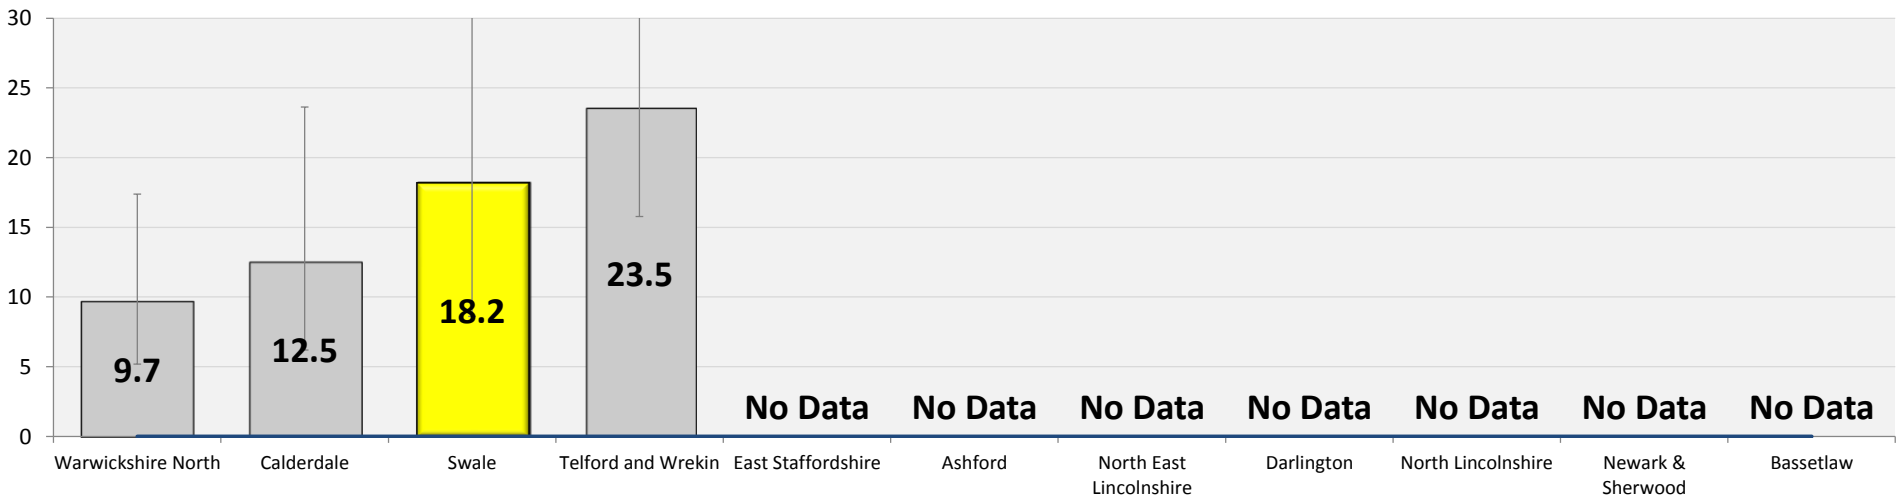 30
25
20
15
10
5
0
9.7
12.5
18.2
23.5
No Data
No Data
No Data
No Data
No Data
No Data
No Data
Warwickshire North
Calderdale
Swale
Telford and Wrekin
East Staffordshire
Ashford
North East
Lincolnshire
Darlington
North Lincolnshire
Newark &
Sherwood
Bassetlaw